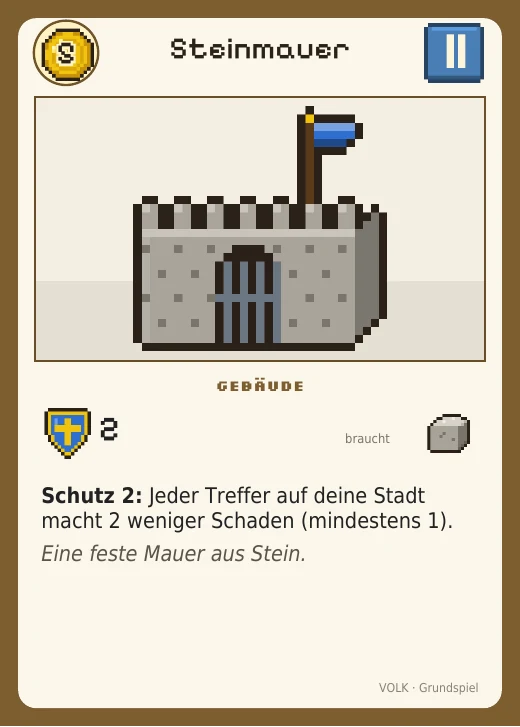 Steinmauer
II
GEBÄUDE
2
braucht
Schutz 2: Jeder Treffer auf deine Stadt
macht 2 weniger Schaden (mindestens 1).
Eine feste Mauer aus Stein.
VOLK · Grundspiel